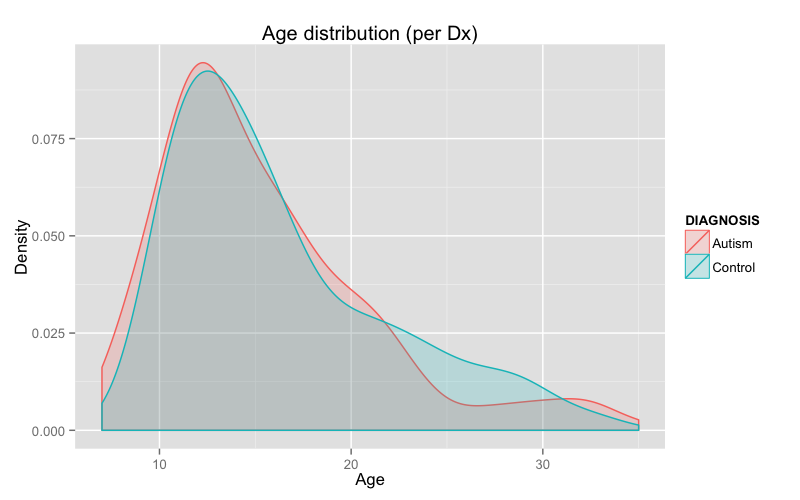 Age distribution (per Dx)
Density
0.075
0.050
0.025
0.000
10 20 30
Age
DIAGNOSIS
Autism
Control